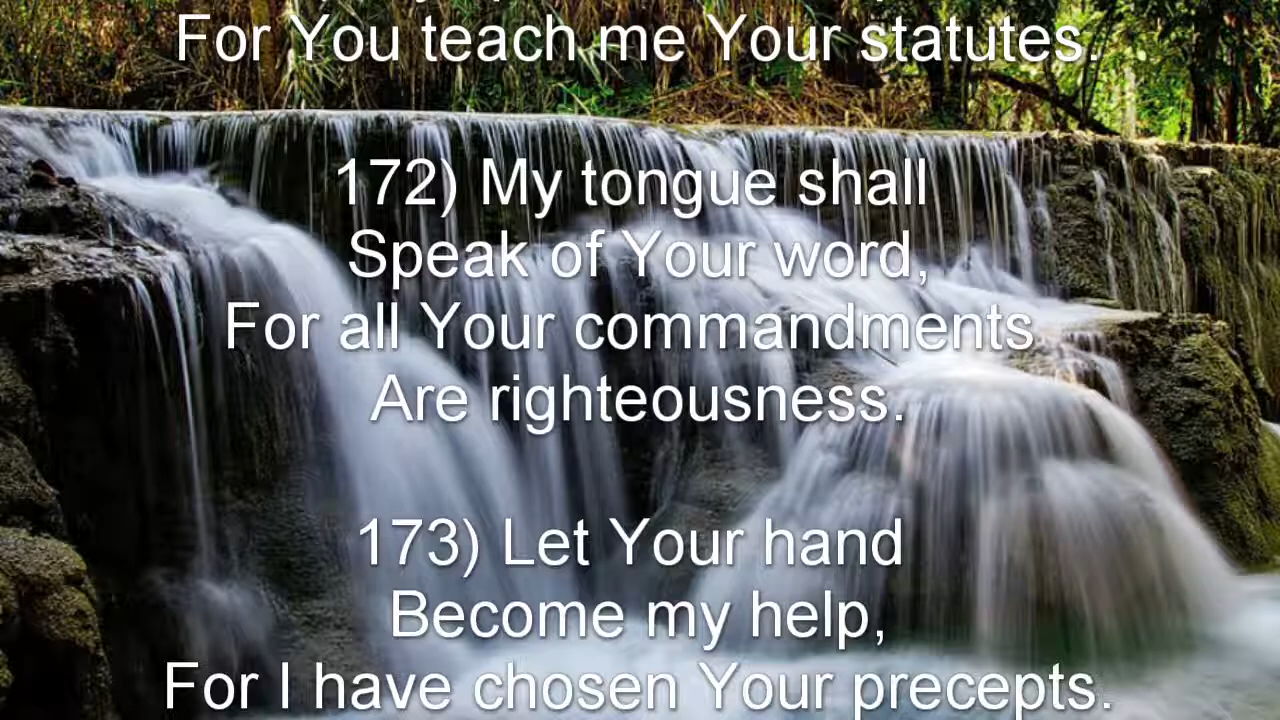 For You teach me Your statutes.
172) My tongue shall
Speak of Your word,
For all Your commandments
Are righteousness.
173) Let Your hand
Become my help,
For I have chosen Your precepts.